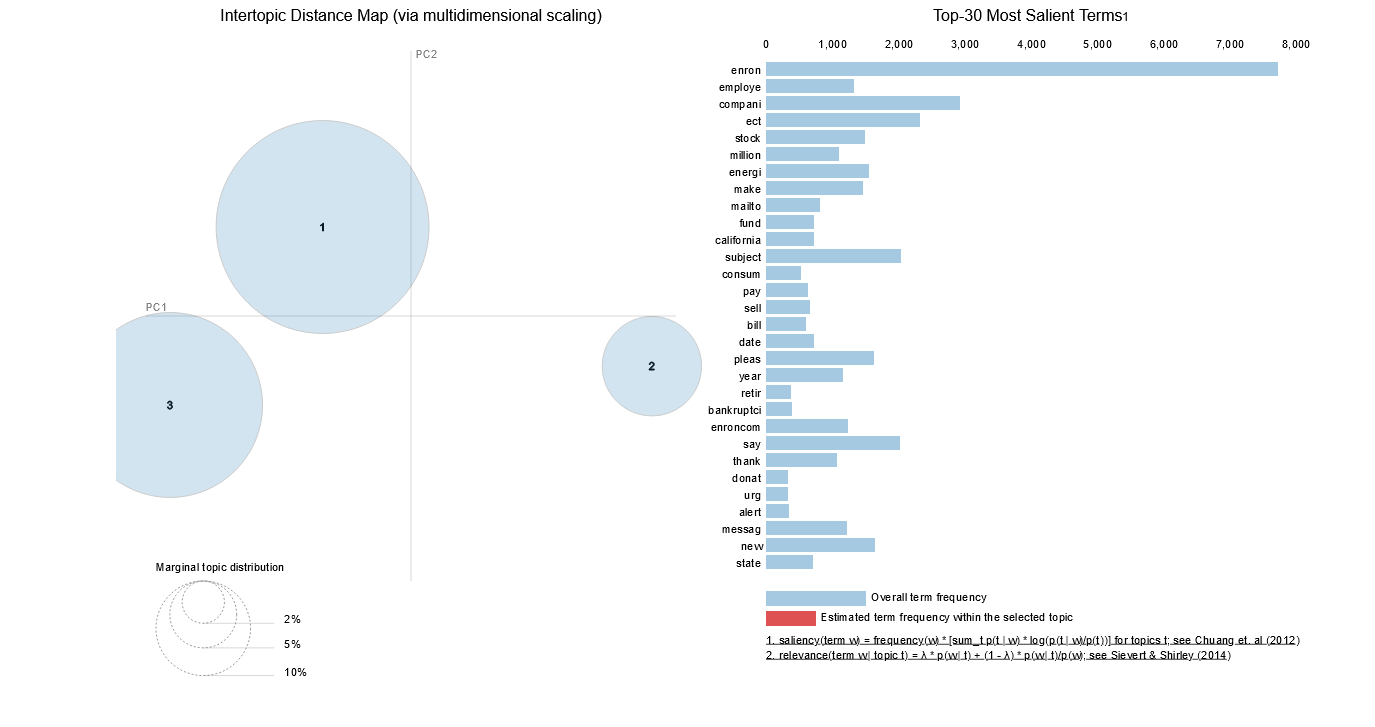 Intertopic Distance Map (via multidimensional scaling)
PC2
1
PC1
3
2
Marginal topic distribution
2%
5%
10%
Top-30 Most Salient Terms1
0 1,000 2,000 3,000 4,000 5,000 6,000 7,000 8,000
enron
employe
compani
ect
stock
million
energi
make
mailto
fund
california
subject
consum
pay
sell
bill
date
pleas
year
retir
bankruptci
enroncom
say
thank
donat
urg
alert
messag
new
state
Overall term frequency
Estimated term frequency within the selected topic
1. saliency(term w) = frequency(w) * [sum_t p(t | w) * log(p(t | w)/p(t))] for topics t; see Chuang et. al (2012)
2. relevance(term w | topic t) = λ * p(w | t) + (1 - λ) * p(w | t)/p(w); see Sievert & Shirley (2014)